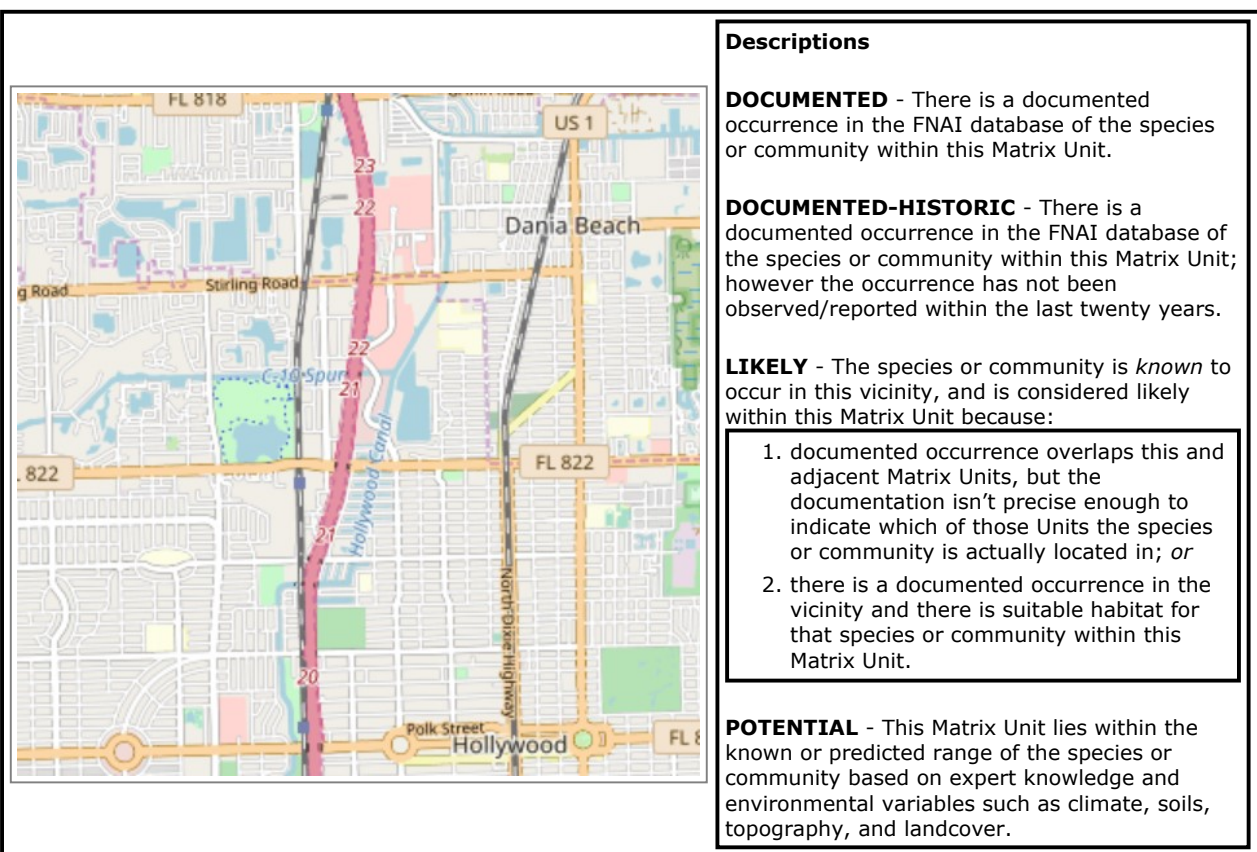 FL 818
US 1
23
22
Dania Beach
g Road
Stirling Road
22
C-10 Spur
21
Hollywood Canal
822
FL 822
21
North Dixie Highway
20
Polk Street
Hollywood
FL 8
Descriptions
DOCUMENTED - There is a documented
occurrence in the FNAI database of the species
or community within this Matrix Unit.
DOCUMENTED-HISTORIC - There is a
documented occurrence in the FNAI database of
the species or community within this Matrix Unit;
however the occurrence has not been
observed/reported within the last twenty years.
LIKELY - The species or community is known to
occur in this vicinity, and is considered likely
within this Matrix Unit because:
1. documented occurrence overlaps this and
adjacent Matrix Units, but the
documentation isn’t precise enough to
indicate which of those Units the species
or community is actually located in; or
2. there is a documented occurrence in the
vicinity and there is suitable habitat for
that species or community within this
Matrix Unit.
POTENTIAL - This Matrix Unit lies within the
known or predicted range of the species or
community based on expert knowledge and
environmental variables such as climate, soils,
topography, and landcover.